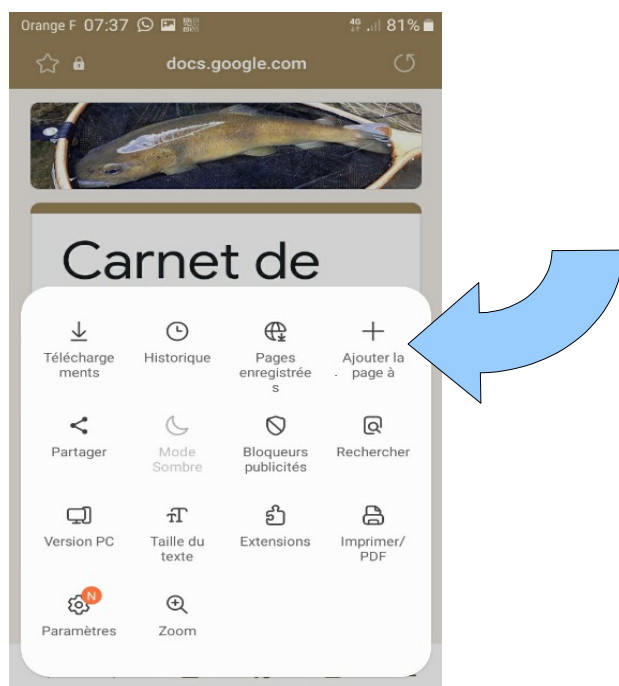 Orange F 07:37 4G 81%
docs.google.com
Carnet de
Télécharge
ments
Historique
Pages
enregistrée
s
Ajouter la
page à
Partager
Mode
Sombre
Bloqueurs
publicités
Rechercher
Version PC
Taille du
texte
Extensions
Imprimer/
PDF
N
Paramètres
Zoom